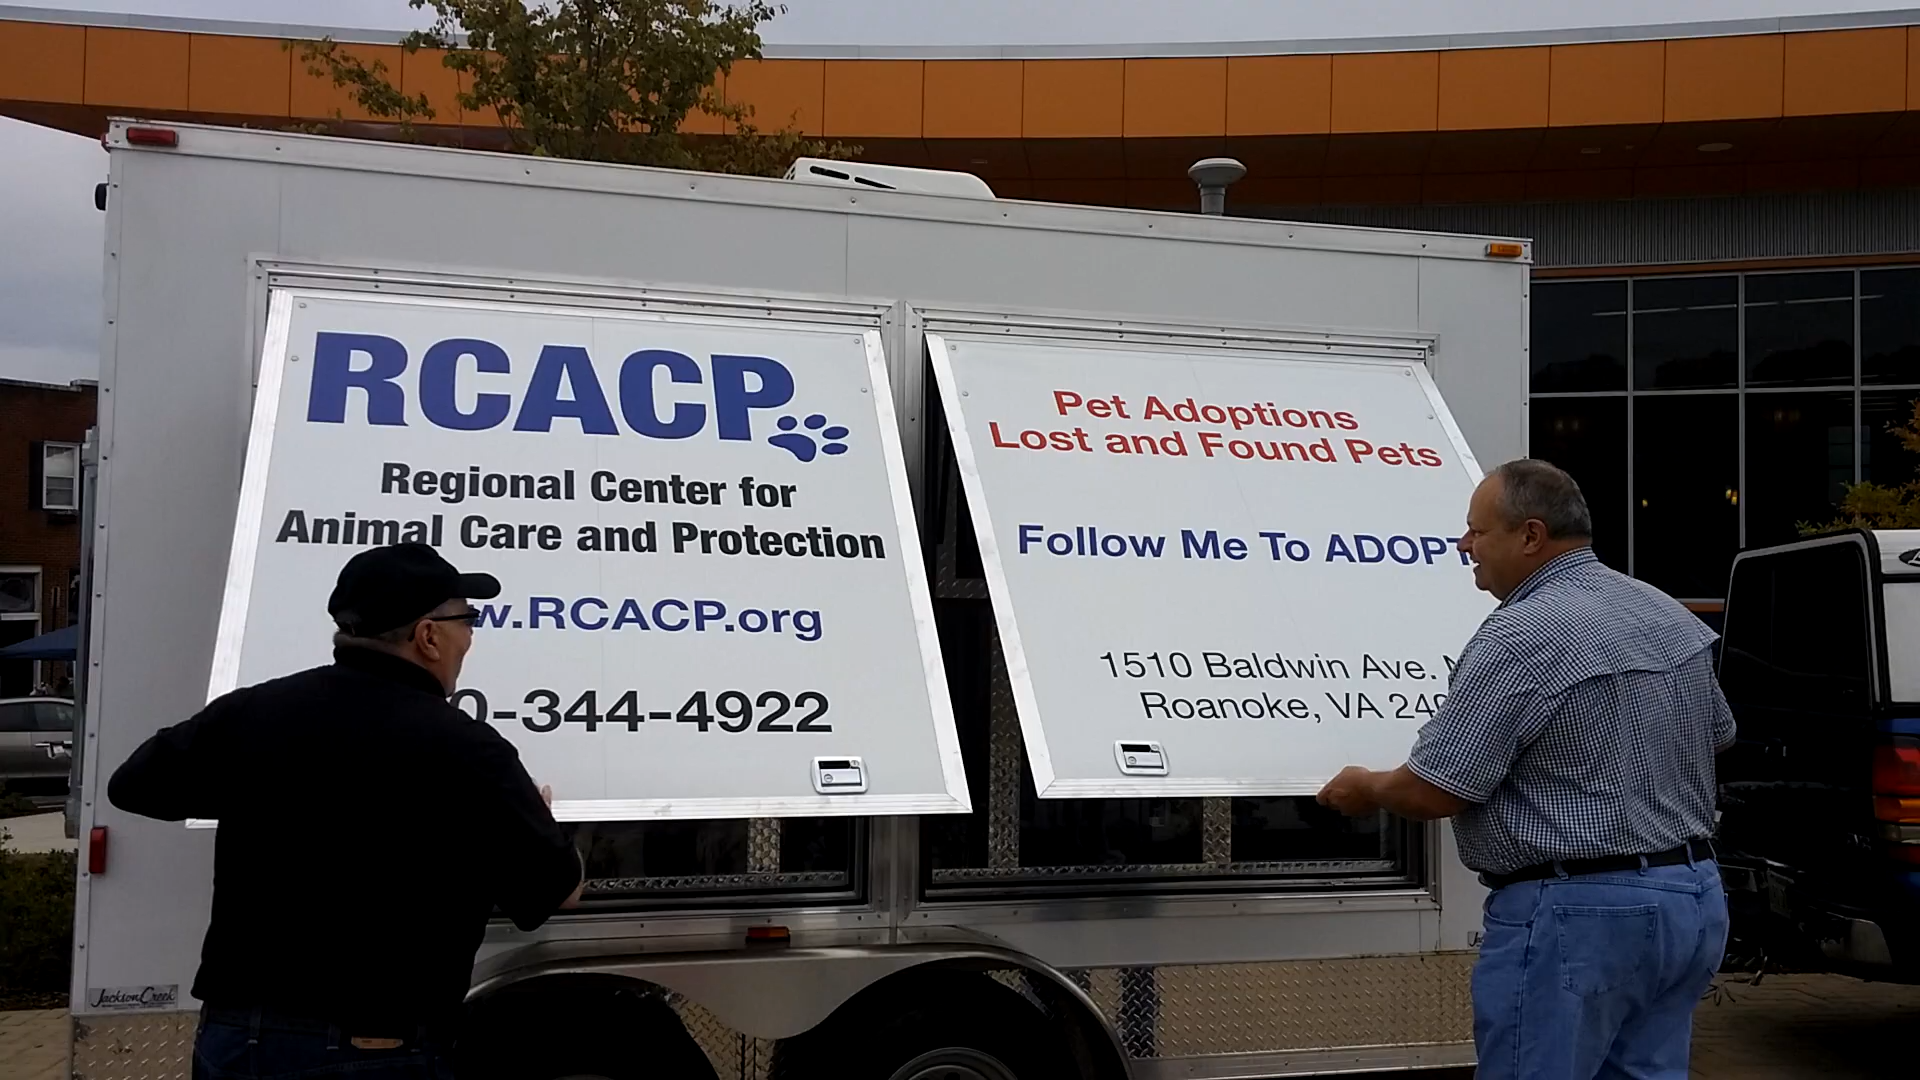 RCACP
Regional Center for
Animal Care and Protection
w.RCACP.org
0-344-4922
Pet Adoptions
Lost and Found Pets
Follow Me To ADOPT
1510 Baldwin Ave.
Roanoke, VA 240
Jackson Creek